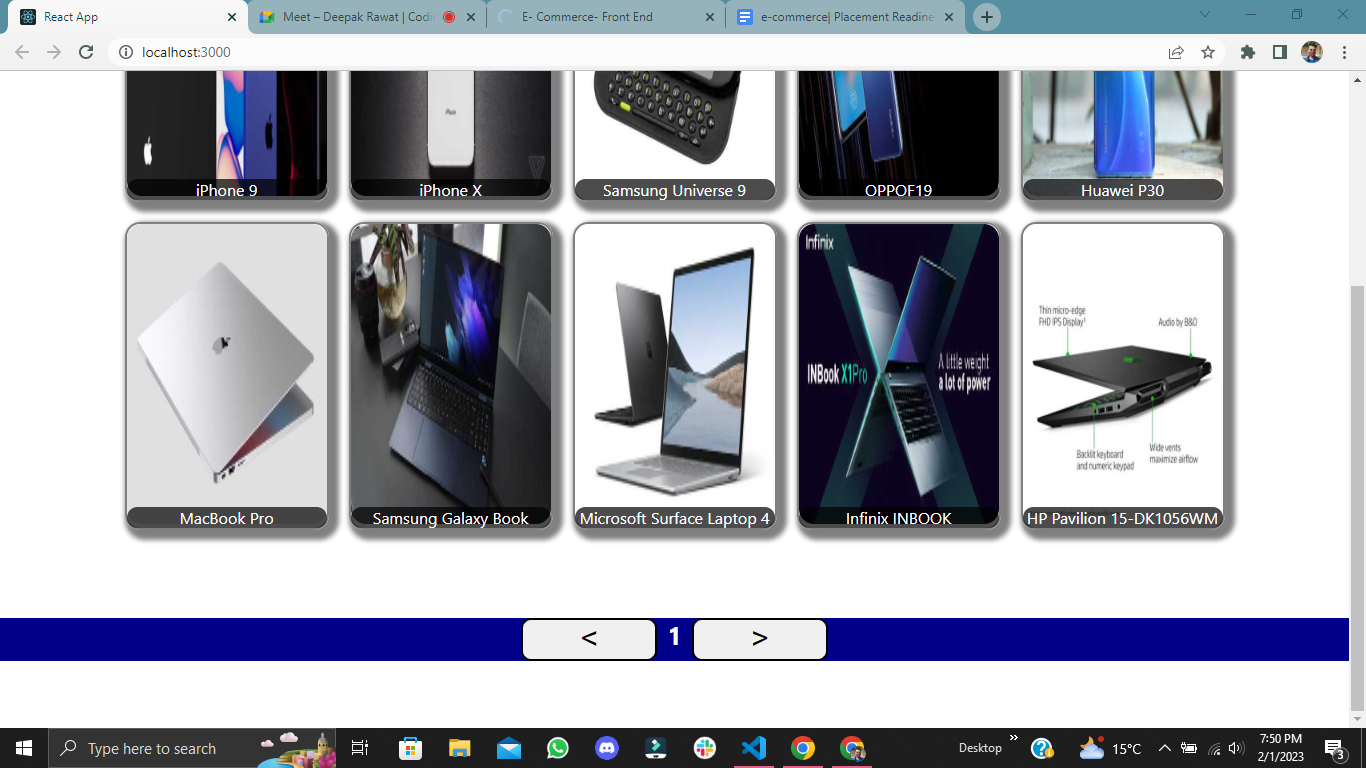 React App
Meet – Deepak Rawat | Codi
E- Commerce- Front End
e-commerce| Placement Readine
localhost:3000
iPhone
iPhone 9
iPhone X
Samsung Universe 9
OPPOF19
Huawei P30
Infinix
INBook X1Pro
A little weight
a lot of power
Thin micro-edge
FHD IPS Display¹
Audio by B&O
Backlit keyboard
and numeric keypad
Wide vents
maximize airflow
MacBook Pro
Samsung Galaxy Book
Microsoft Surface Laptop 4
Infinix INBOOK
HP Pavilion 15-DK1056WM
< 1 >
Type here to search
Desktop
»
15°C
7:50 PM
2/1/2023
3